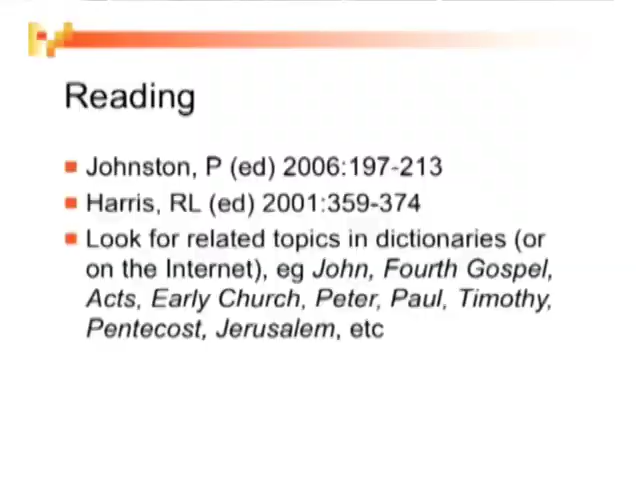 Reading
Johnston, P (ed) 2006:197-213
Harris, RL (ed) 2001:359-374
Look for related topics in dictionaries (or
on the Internet), eg John, Fourth Gospel,
Acts, Early Church, Peter, Paul, Timothy,
Pentecost, Jerusalem, etc